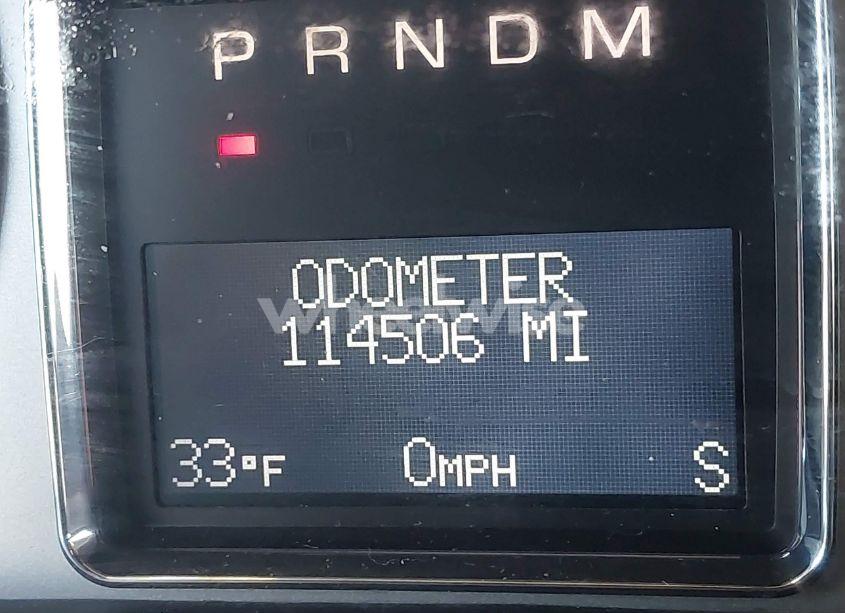 P R N D M
ODOMETER
114506 MI
33°F 0MPH S